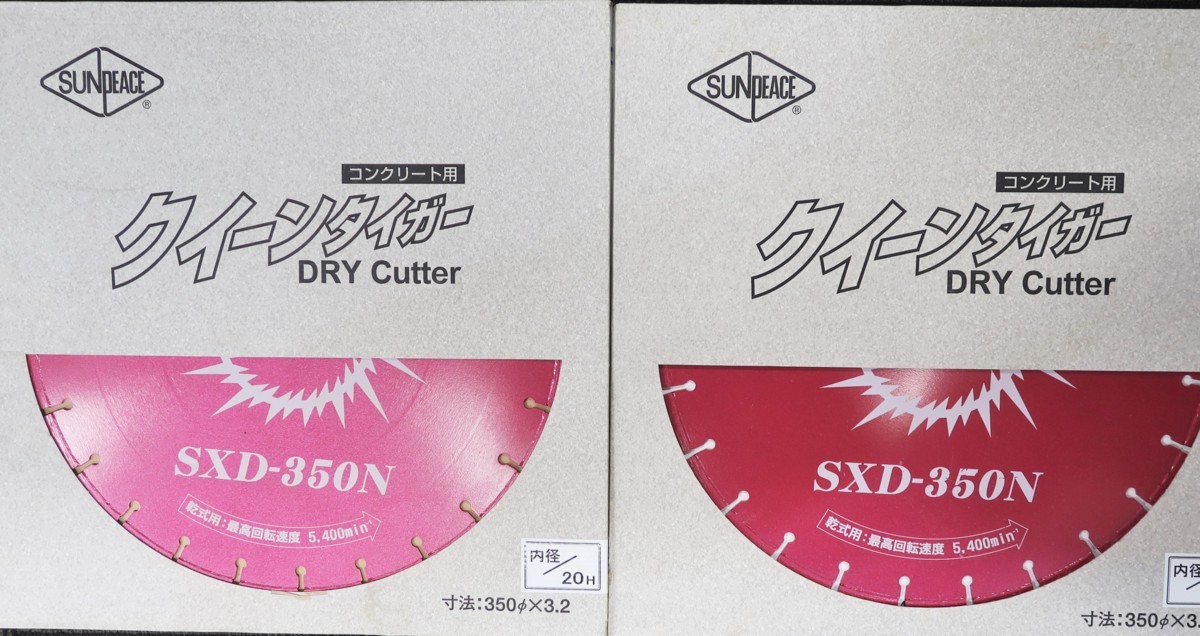 SUNPEACE
®
コンクリート用
クイーンタイガー
DRY Cutter
SXD-350N
乾式用:最高回転速度 5,400min⁻¹
内径/20H
寸法:350φ×3.2
SUNPEACE
®
コンクリート用
クイーンタイガー
DRY Cutter
SXD-350N
乾式用:最高回転速度 5,400min⁻¹
内径/
寸法:350φ×3.